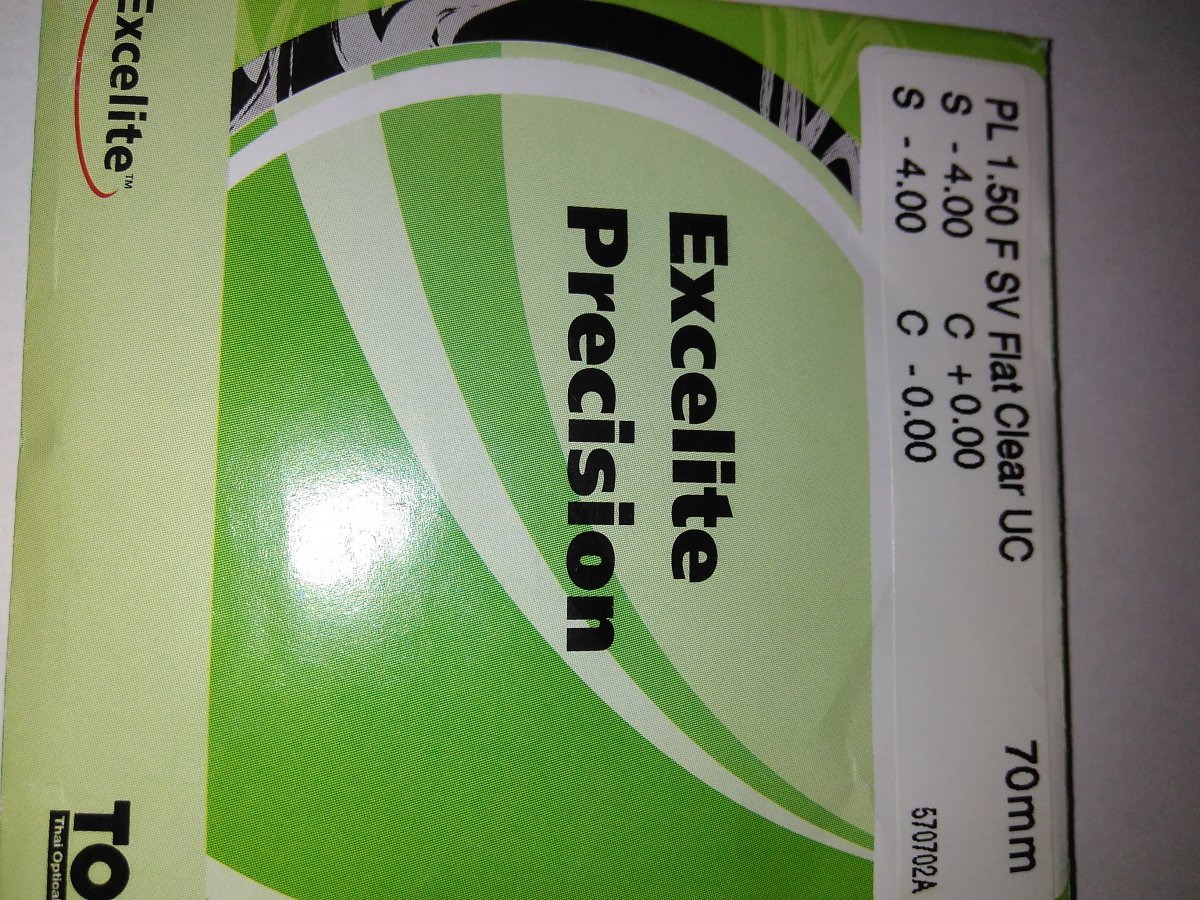 PL 1.50 F SV Flat Clear UC 70mm
S - 4.00 C + 0.00
S - 4.00 C - 0.00 570702A
Excelite
Precision
Excelite™
TO
Thai Optical